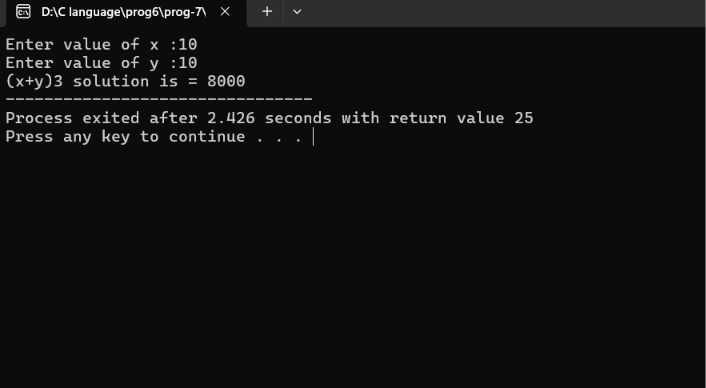 D:\C language\prog6\prog-7\
Enter value of x :10
Enter value of y :10
(x+y)3 solution is = 8000
--------------------------------
Process exited after 2.426 seconds with return value 25
Press any key to continue . . .